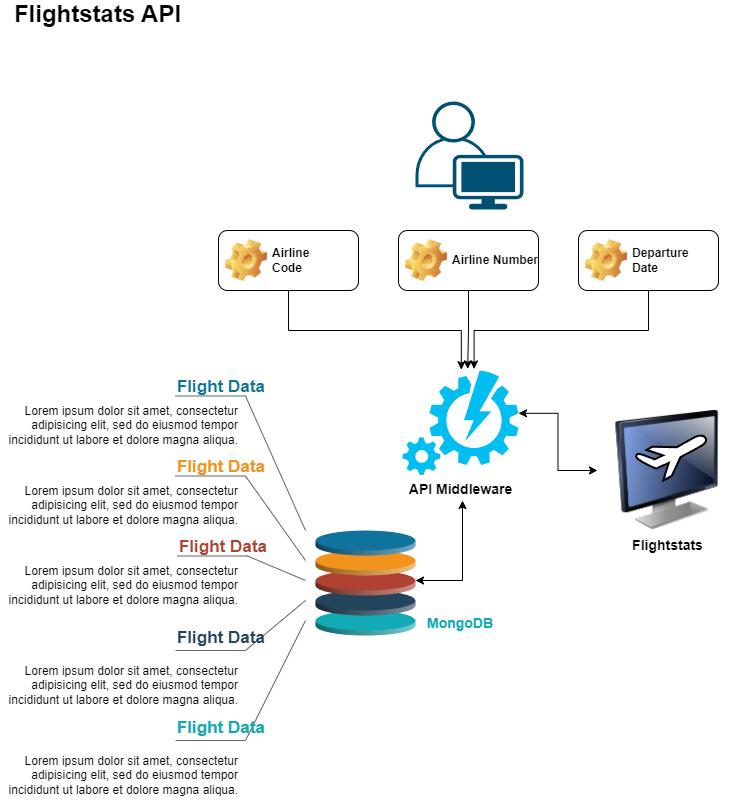 Flightstats API
Airline
Code
Airline Number
Departure
Date
Flight Data
Lorem ipsum dolor sit amet, consectetur
adipisicing elit, sed do eiusmod tempor
incididunt ut labore et dolore magna aliqua.
API Middleware
Flightstats
Flight Data
Lorem ipsum dolor sit amet, consectetur
adipisicing elit, sed do eiusmod tempor
incididunt ut labore et dolore magna aliqua.
Flight Data
Lorem ipsum dolor sit amet, consectetur
adipisicing elit, sed do eiusmod tempor
incididunt ut labore et dolore magna aliqua.
MongoDB
Flight Data
Lorem ipsum dolor sit amet, consectetur
adipisicing elit, sed do eiusmod tempor
incididunt ut labore et dolore magna aliqua.
Flight Data
Lorem ipsum dolor sit amet, consectetur
adipisicing elit, sed do eiusmod tempor
incididunt ut labore et dolore magna aliqua.